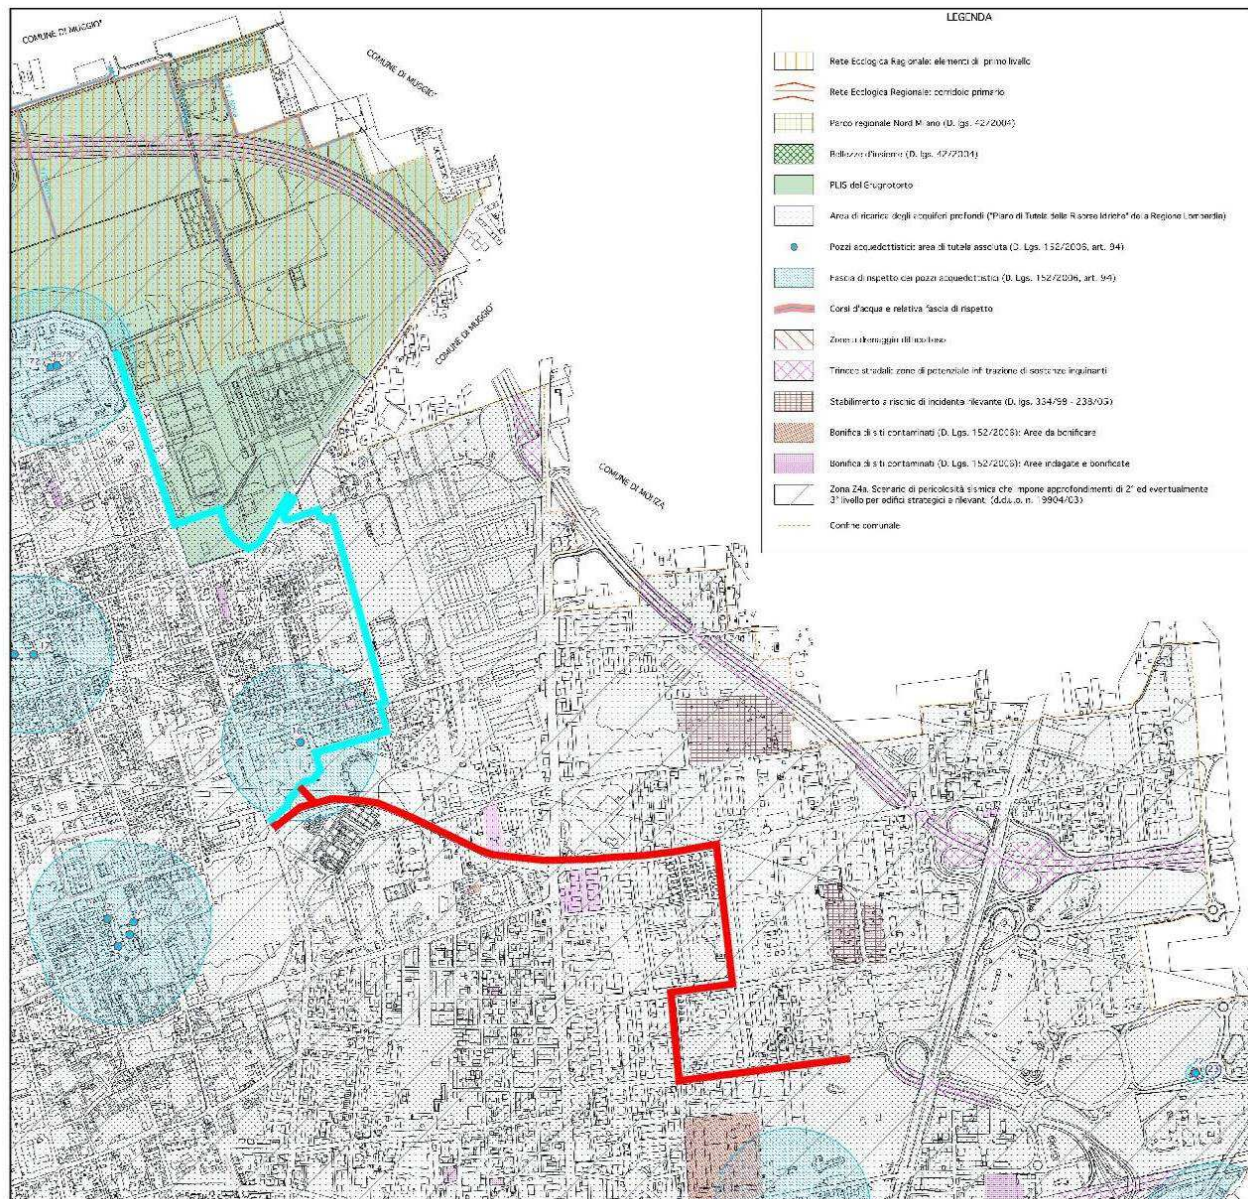 COMUNE DI MUGGIO'
COMUNE DI MUGGIO'
COMUNE DI MUGGIO'
COMUNE DI MONZA
LEGENDA
Rete Ecologica Regionale: elementi di primo livello
Rete Ecologica Regionale: corridoio primario
Parco regionale Nord Milano (D. lgs. 42/2004)
Bellezze d'insieme (D. lgs. 42/2004)
PLIS del Grugnotorto
Area di ricarica degli acquiferi profondi ("Piano di Tutela delle Risorse Idriche" della Regione Lombardia)
Pozzi acquedottistici: area di tutela assoluta (D. Lgs. 152/2006, art. 94)
Fascia di rispetto dei pozzi acquedottistici (D. Lgs. 152/2006, art. 94)
Corsi d'acqua e relativa fascia di rispetto
Zone a drenaggio difficoltoso
Trincee stradali: zone di potenziale infiltrazione di sostanze inquinanti
Stabilimento a rischio di incidente rilevante (D. lgs. 334/99 - 238/05)
Bonifica di siti contaminati (D. Lgs. 152/2006): Aree da bonificare
Bonifica di siti contaminati (D. Lgs. 152/2006): Aree indagate e bonificate
Zona Z4a. Scenario di pericolosità sismica che impone approfondimenti di 2° ed eventualmente
3° livello per edifici strategici e rilevanti (d.d.u.o. n. 19904/03)
Confine comunale